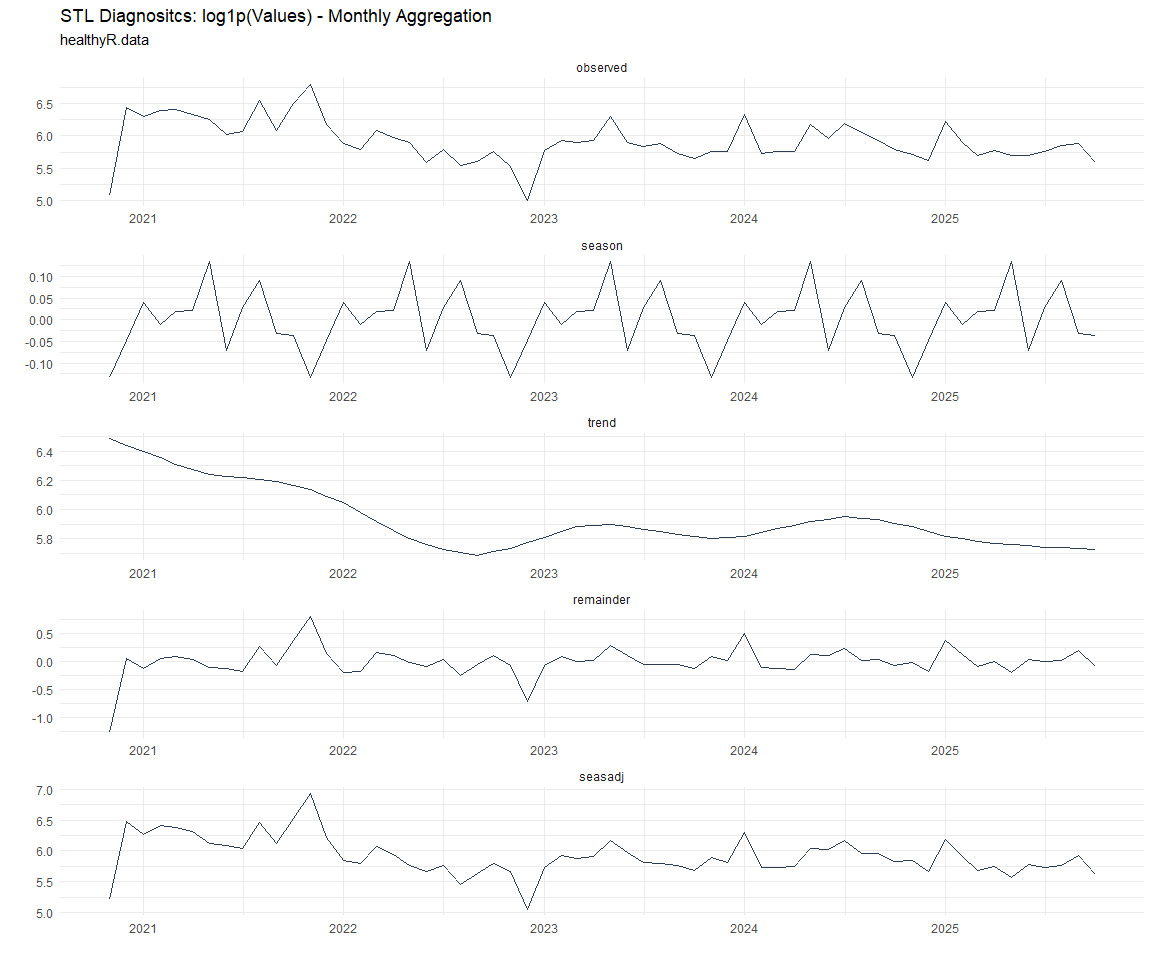 STL Diagnositcs: log1p(Values) - Monthly Aggregation
healthyR.data
observed
6.5
6.0
5.5
5.0
2021 2022 2023 2024 2025
season
0.10
0.05
0.00
-0.05
-0.10
2021 2022 2023 2024 2025
trend
6.4
6.2
6.0
5.8
2021 2022 2023 2024 2025
remainder
0.5
0.0
-0.5
-1.0
2021 2022 2023 2024 2025
seasadj
7.0
6.5
6.0
5.5
5.0
2021 2022 2023 2024 2025